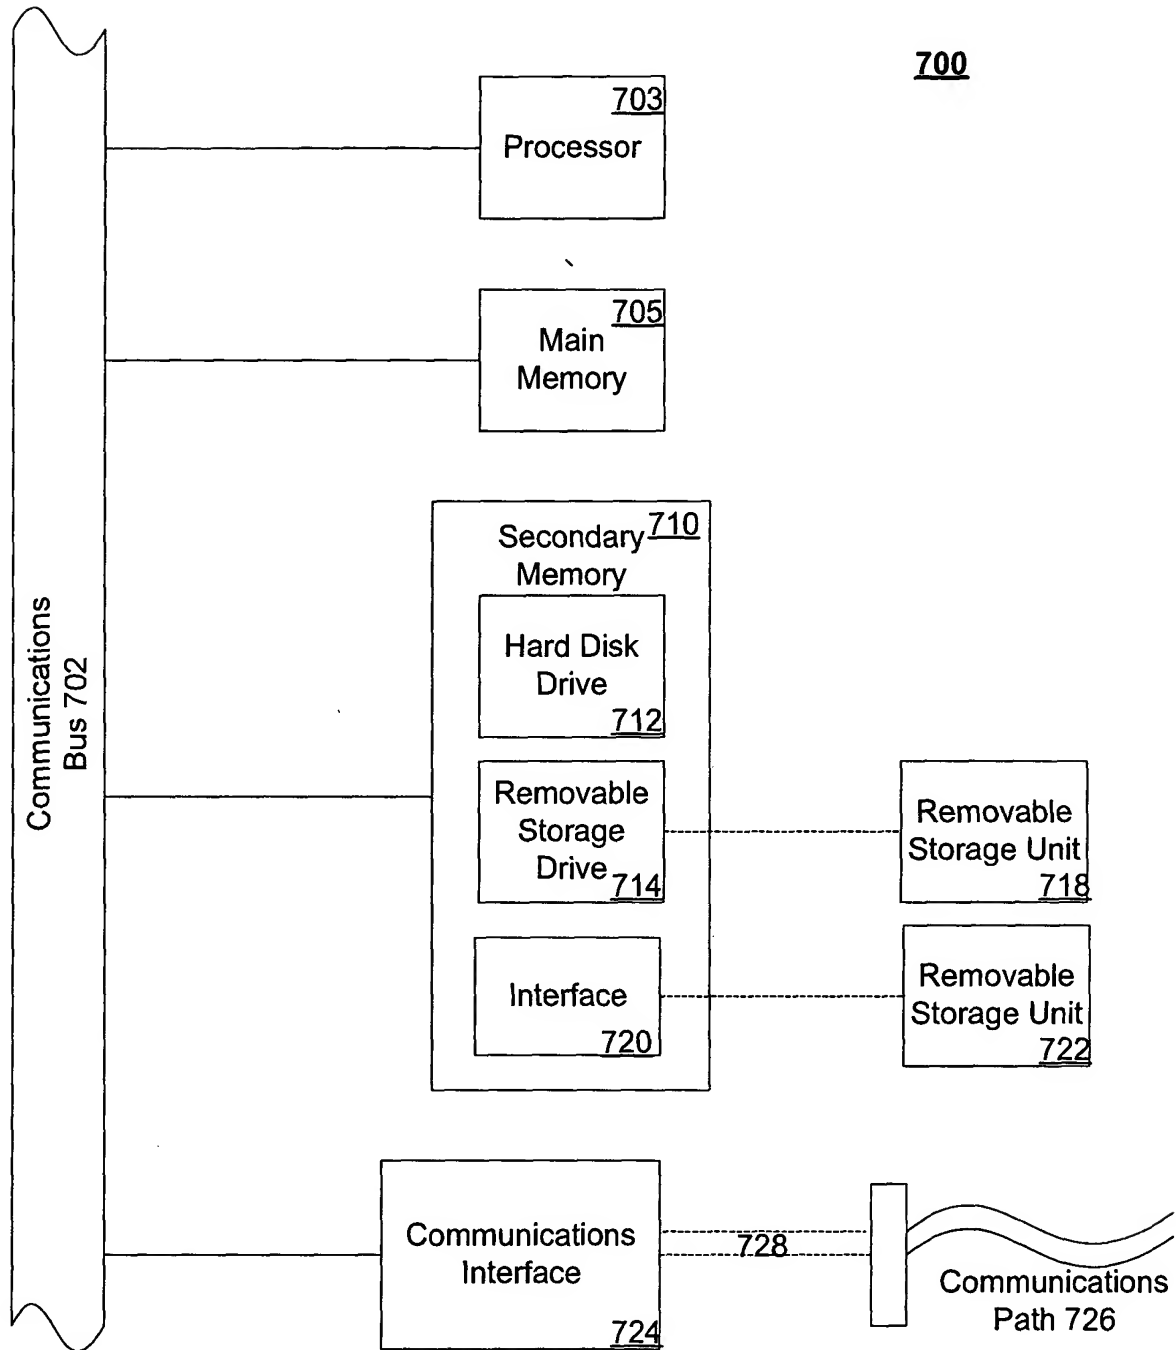 700
703
Processor
705
Main
Memory
710
Secondary
Memory
Hard Disk
Drive
712
Communications
Bus 702
Removable
Storage
Drive
714
Removable
Storage Unit
718
Interface
720
Removable
Storage Unit
722
Communications
Interface
724
728
Communications
Path 726